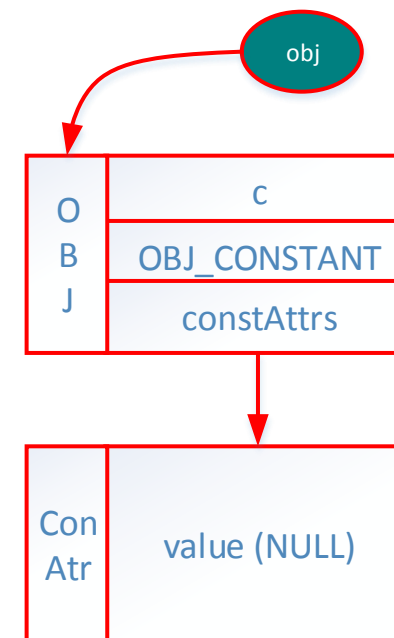 obj
O
B
J
c
OBJ_CONSTANT
constAttrs
Con
Atr
value (NULL)